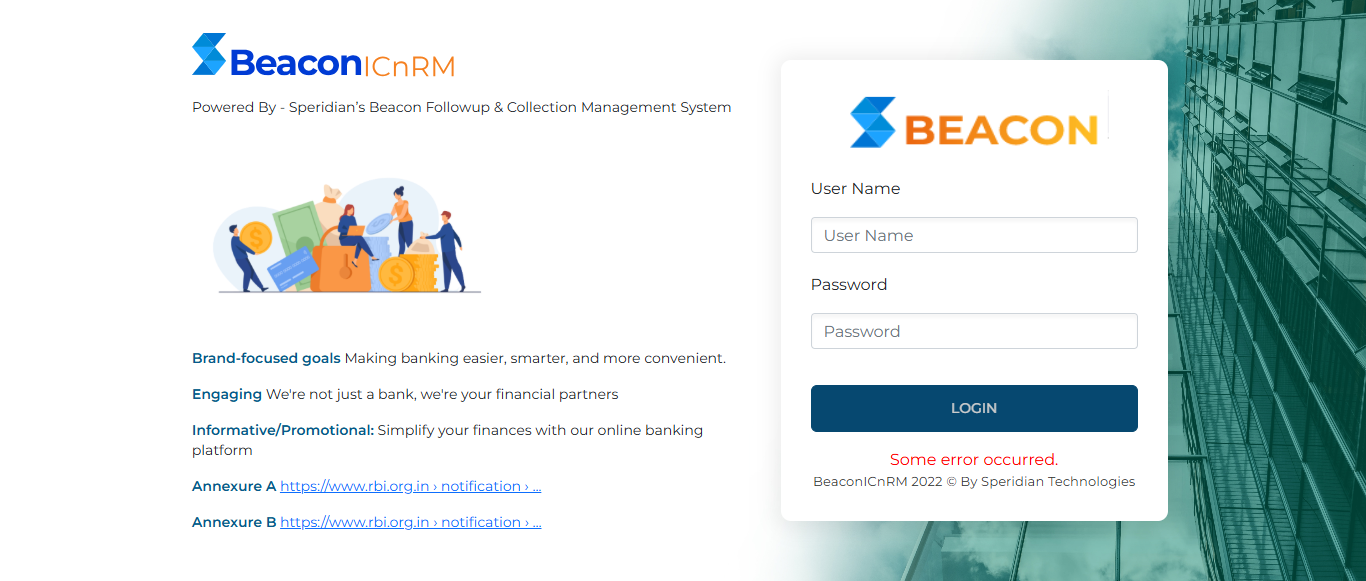 BeaconICnRM
Powered By - Speridian’s Beacon Followup & Collection Management System
Brand-focused goals Making banking easier, smarter, and more convenient.
Engaging We're not just a bank, we're your financial partners
Informative/Promotional: Simplify your finances with our online banking
platform
Annexure A https://www.rbi.org.in › notification › ...
Annexure B https://www.rbi.org.in › notification › ...
BEACON
User Name
User Name
Password
Password
LOGIN
Some error occurred.
BeaconICnRM 2022 © By Speridian Technologies